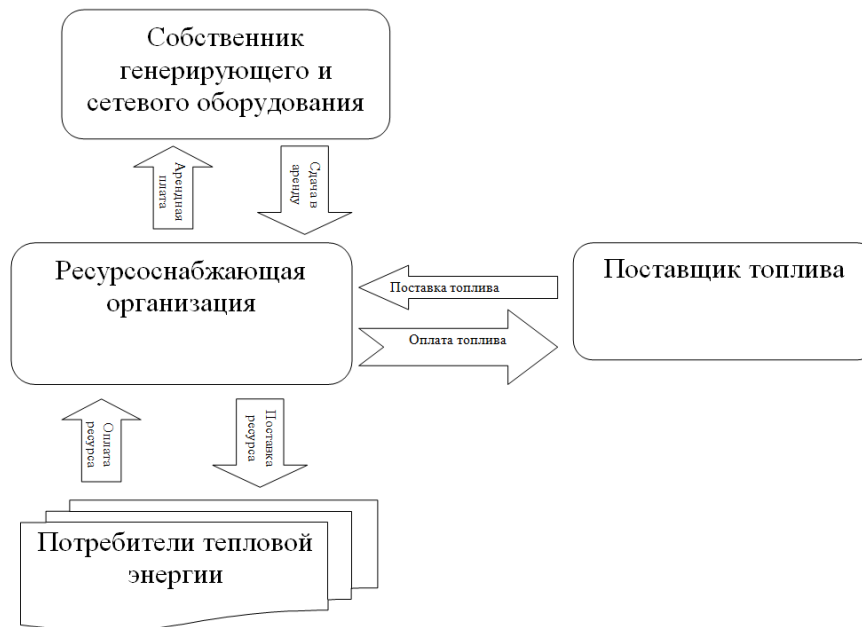 Собственник
генерирующего и
сетевого оборудования
Арендная
плата
Сдача в
аренду
Ресурсоснабжающая
организация
Поставка топлива
Оплата топлива
Поставщик топлива
Оплата
ресурса
Поставка
ресурса
Потребители тепловой
энергии